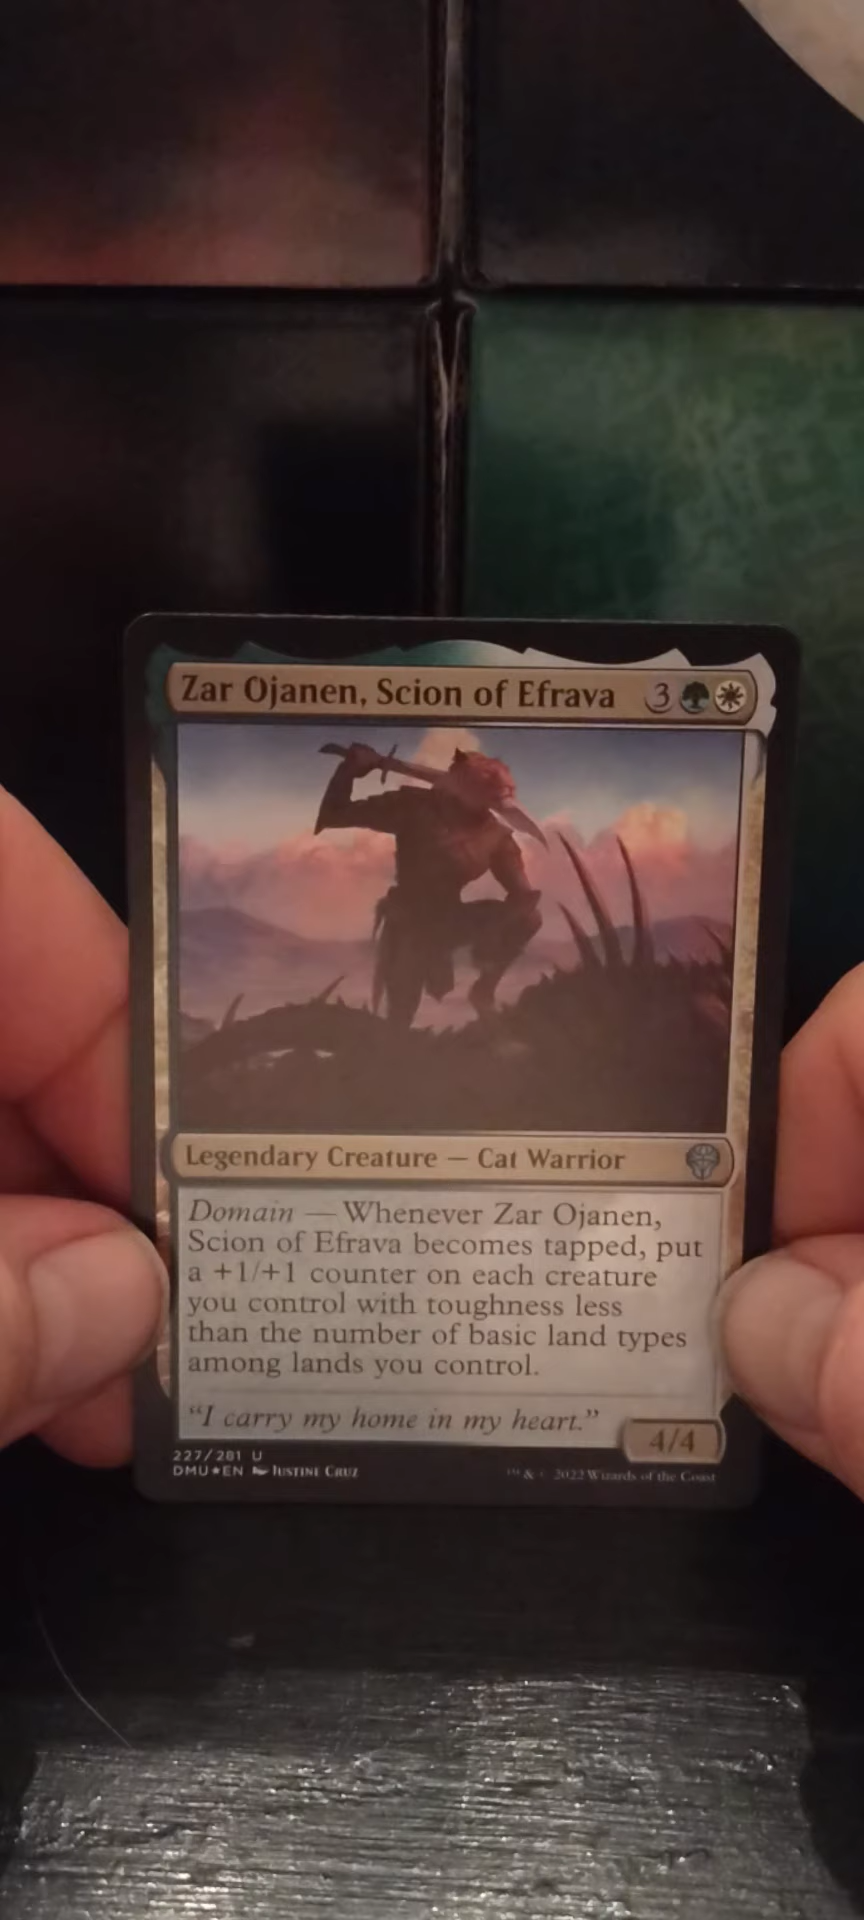 Zar Ojanen, Scion of Efrava 3
Legendary Creature — Cat Warrior
Domain — Whenever Zar Ojanen,
Scion of Efrava becomes tapped, put
a +1/+1 counter on each creature
you control with toughness less
than the number of basic land types
among lands you control.
“I carry my home in my heart.”
4/4
227/281 U
DMU★EN Justine Cruz
™ & © 2022 Wizards of the Coast